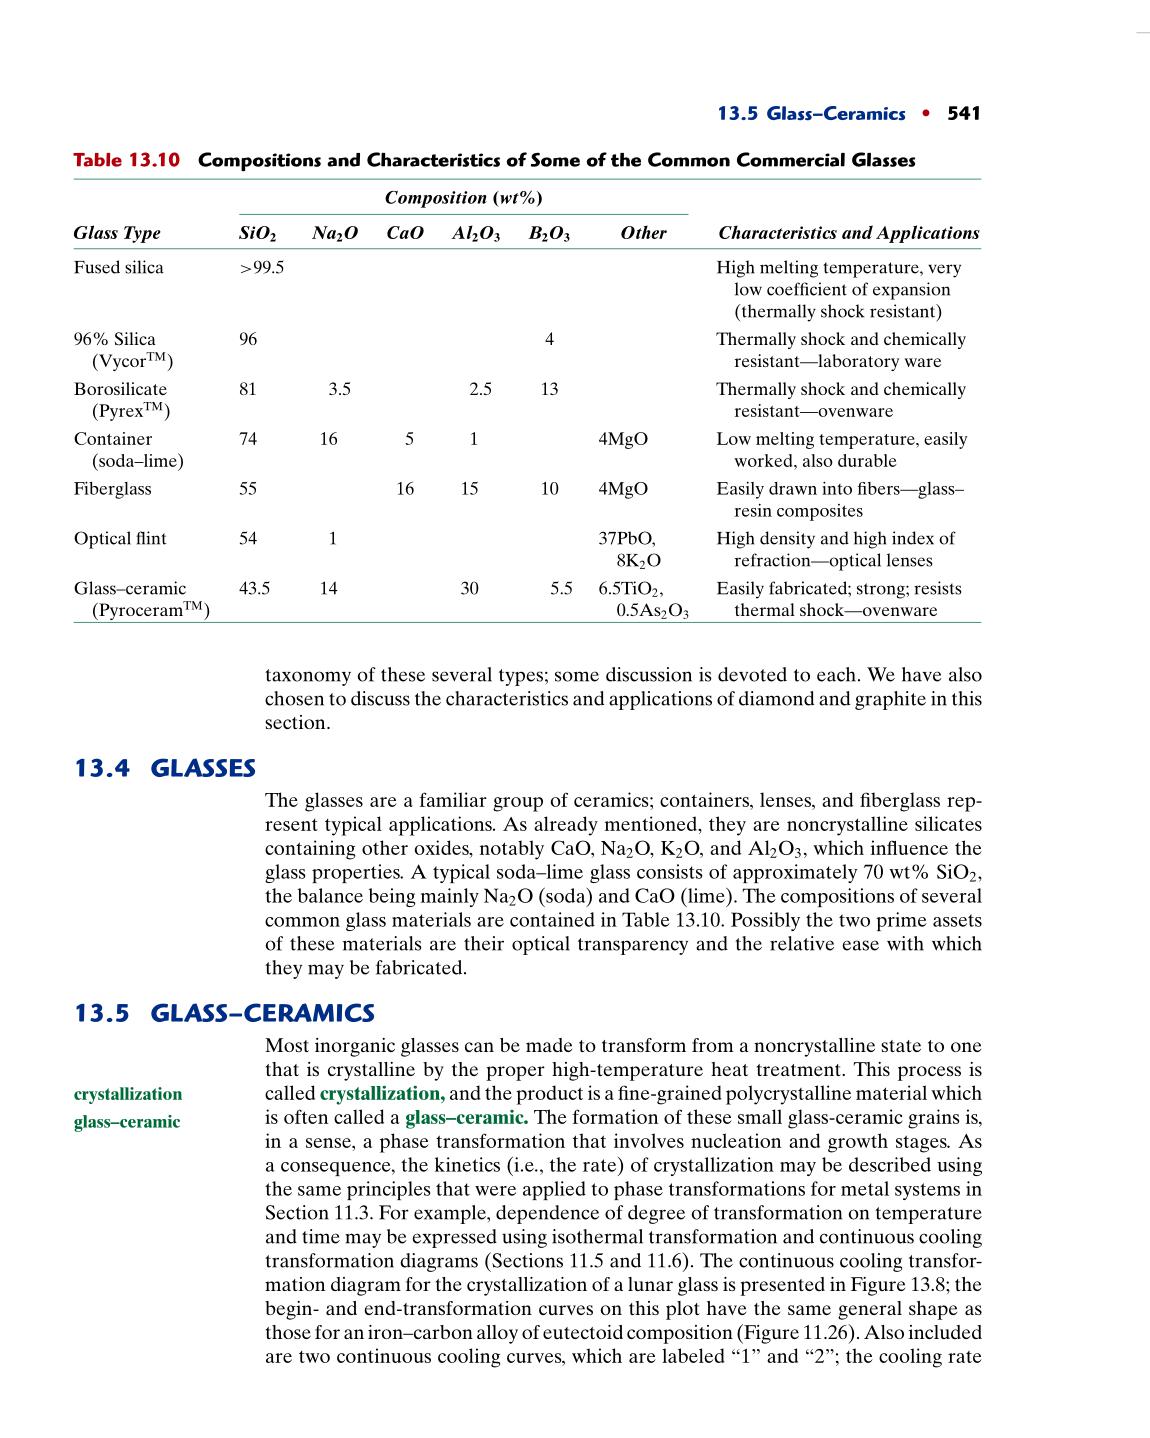 13.5 Glass–Ceramics • 541
Table 13.10 Compositions and Characteristics of Some of the Common Commercial Glasses
Composition (wt%)
Glass Type SiO₂ Na₂O CaO Al₂O₃ B₂O₃ Other Characteristics and Applications
Fused silica >99.5 High melting temperature, very
low coefficient of expansion
(thermally shock resistant)
96% Silica 96 4 Thermally shock and chemically
(Vycor™) resistant—laboratory ware
Borosilicate 81 3.5 2.5 13 Thermally shock and chemically
(Pyrex™) resistant—ovenware
Container 74 16 5 1 4MgO Low melting temperature, easily
(soda–lime) worked, also durable
Fiberglass 55 16 15 10 4MgO Easily drawn into fibers—glass–
resin composites
Optical flint 54 1 37PbO, High density and high index of
8K₂O refraction—optical lenses
Glass–ceramic 43.5 14 30 5.5 6.5TiO₂, Easily fabricated; strong; resists
(Pyroceram™) 0.5As₂O₃ thermal shock—ovenware
taxonomy of these several types; some discussion is devoted to each. We have also
chosen to discuss the characteristics and applications of diamond and graphite in this
section.
13.4 GLASSES
The glasses are a familiar group of ceramics; containers, lenses, and fiberglass rep-
resent typical applications. As already mentioned, they are noncrystalline silicates
containing other oxides, notably CaO, Na₂O, K₂O, and Al₂O₃, which influence the
glass properties. A typical soda–lime glass consists of approximately 70 wt% SiO₂,
the balance being mainly Na₂O (soda) and CaO (lime). The compositions of several
common glass materials are contained in Table 13.10. Possibly the two prime assets
of these materials are their optical transparency and the relative ease with which
they may be fabricated.
13.5 GLASS–CERAMICS
Most inorganic glasses can be made to transform from a noncrystalline state to one
that is crystalline by the proper high-temperature heat treatment. This process is
crystallization
called crystallization, and the product is a fine-grained polycrystalline material which
glass–ceramic
is often called a glass–ceramic. The formation of these small glass-ceramic grains is,
in a sense, a phase transformation that involves nucleation and growth stages. As
a consequence, the kinetics (i.e., the rate) of crystallization may be described using
the same principles that were applied to phase transformations for metal systems in
Section 11.3. For example, dependence of degree of transformation on temperature
and time may be expressed using isothermal transformation and continuous cooling
transformation diagrams (Sections 11.5 and 11.6). The continuous cooling transfor-
mation diagram for the crystallization of a lunar glass is presented in Figure 13.8; the
begin- and end-transformation curves on this plot have the same general shape as
those for an iron–carbon alloy of eutectoid composition (Figure 11.26). Also included
are two continuous cooling curves, which are labeled “1” and “2”; the cooling rate